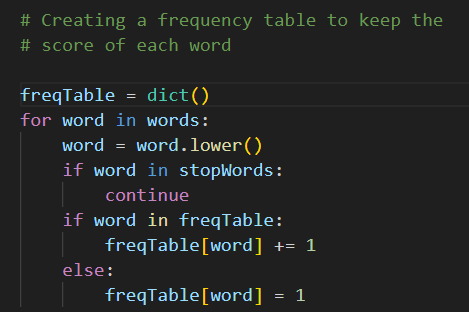 # Creating a frequency table to keep the
# score of each word
freqTable = dict()
for word in words:
    word = word.lower()
    if word in stopWords:
        continue
    if word in freqTable:
        freqTable[word] += 1
    else:
        freqTable[word] = 1